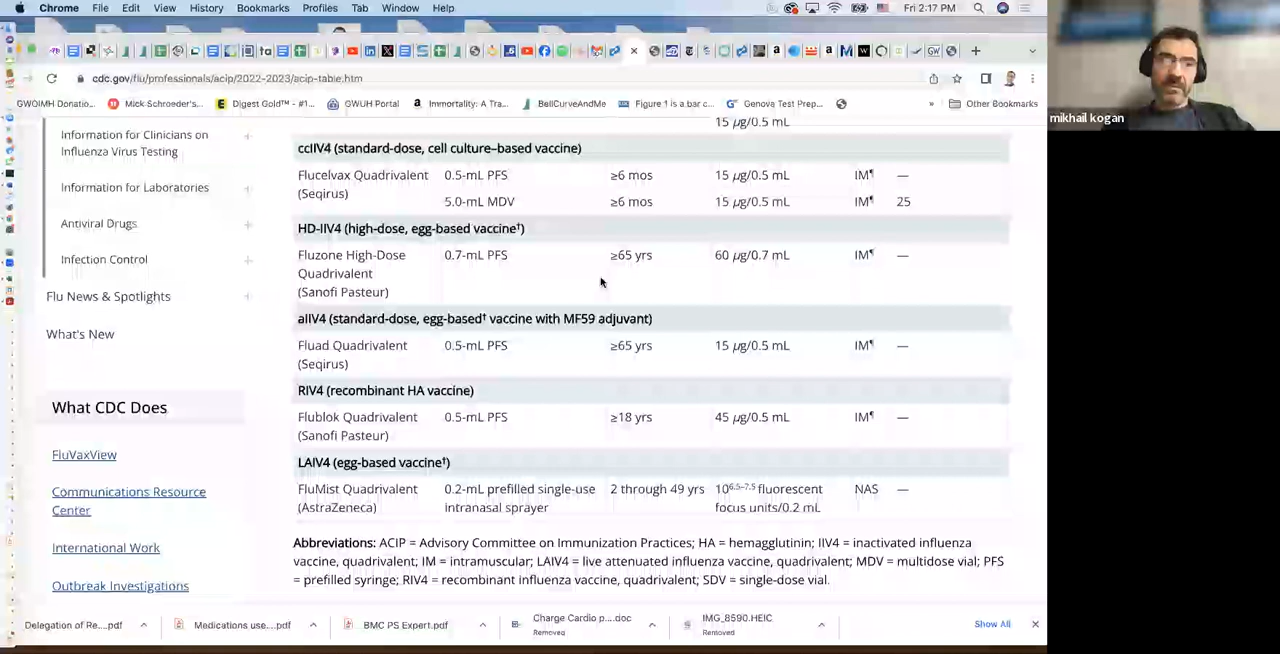 Chrome File Edit View History Bookmarks Profiles Tab Window Help Fri 2:17 PM
cdc.gov/flu/professionals/acip/2022-2023/acip-table.htm
GWOIMH Donatio... Mick Schroeder's... Digest Gold™ - #1... GWUH Portal Immortality: A Tra... BellCurveAndMe Figure 1 is a bar c... Genova Test Prep... » Other Bookmarks
mikhail kogan
15 µg/0.5 mL
Information for Clinicians on
Influenza Virus Testing
Information for Laboratories
Antiviral Drugs
Infection Control
Flu News & Spotlights
What's New
What CDC Does
FluVaxView
Communications Resource
Center
International Work
Outbreak Investigations
ccIIV4 (standard-dose, cell culture–based vaccine)
Flucelvax Quadrivalent 0.5-mL PFS ≥6 mos 15 µg/0.5 mL IM¶ —
(Seqirus)
5.0-mL MDV ≥6 mos 15 µg/0.5 mL IM¶ 25
HD-IIV4 (high-dose, egg-based vaccine†)
Fluzone High-Dose 0.7-mL PFS ≥65 yrs 60 µg/0.7 mL IM¶ —
Quadrivalent
(Sanofi Pasteur)
aIIV4 (standard-dose, egg-based† vaccine with MF59 adjuvant)
Fluad Quadrivalent 0.5-mL PFS ≥65 yrs 15 µg/0.5 mL IM¶ —
(Seqirus)
RIV4 (recombinant HA vaccine)
Flublok Quadrivalent 0.5-mL PFS ≥18 yrs 45 µg/0.5 mL IM¶ —
(Sanofi Pasteur)
LAIV4 (egg-based vaccine†)
FluMist Quadrivalent 0.2-mL prefilled single-use 2 through 49 yrs 10⁶·⁵⁻⁷·⁵ fluorescent NAS —
(AstraZeneca) intranasal sprayer focus units/0.2 mL
Abbreviations: ACIP = Advisory Committee on Immunization Practices; HA = hemagglutinin; IIV4 = inactivated influenza
vaccine, quadrivalent; IM = intramuscular; LAIV4 = live attenuated influenza vaccine, quadrivalent; MDV = multidose vial; PFS
= prefilled syringe; RIV4 = recombinant influenza vaccine, quadrivalent; SDV = single-dose vial.
Delegation of Re....pdf Medications use....pdf BMC PS Expert.pdf Charge Cardio p....doc IMG_8590.HEIC Show All
Removed Removed